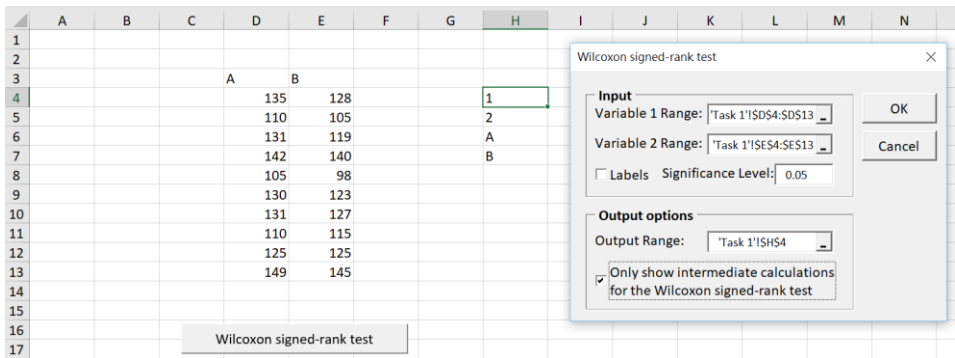 A B C D E F G H I J K L M N
1
2
3 A B
4 135 128 1
5 110 105 2
6 131 119 A
7 142 140 B
8 105 98
9 130 123
10 131 127
11 110 115
12 125 125
13 149 145
14
15
16
17
Wilcoxon signed-rank test
Wilcoxon signed-rank test
Input
Variable 1 Range: 'Task 1'!$D$4:$D$13
Variable 2 Range: 'Task 1'!$E$4:$E$13
Labels Significance Level: 0.05
Output options
Output Range: 'Task 1'!$H$4
Only show intermediate calculations
for the Wilcoxon signed-rank test
OK
Cancel